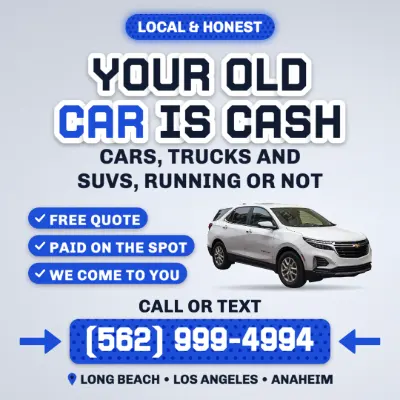 LOCAL & HONEST
YOUR OLD
CAR IS CASH
CARS, TRUCKS AND
SUVS, RUNNING OR NOT
FREE QUOTE
PAID ON THE SPOT
WE COME TO YOU
CALL OR TEXT
(562) 999-4994
LONG BEACH • LOS ANGELES • ANAHEIM